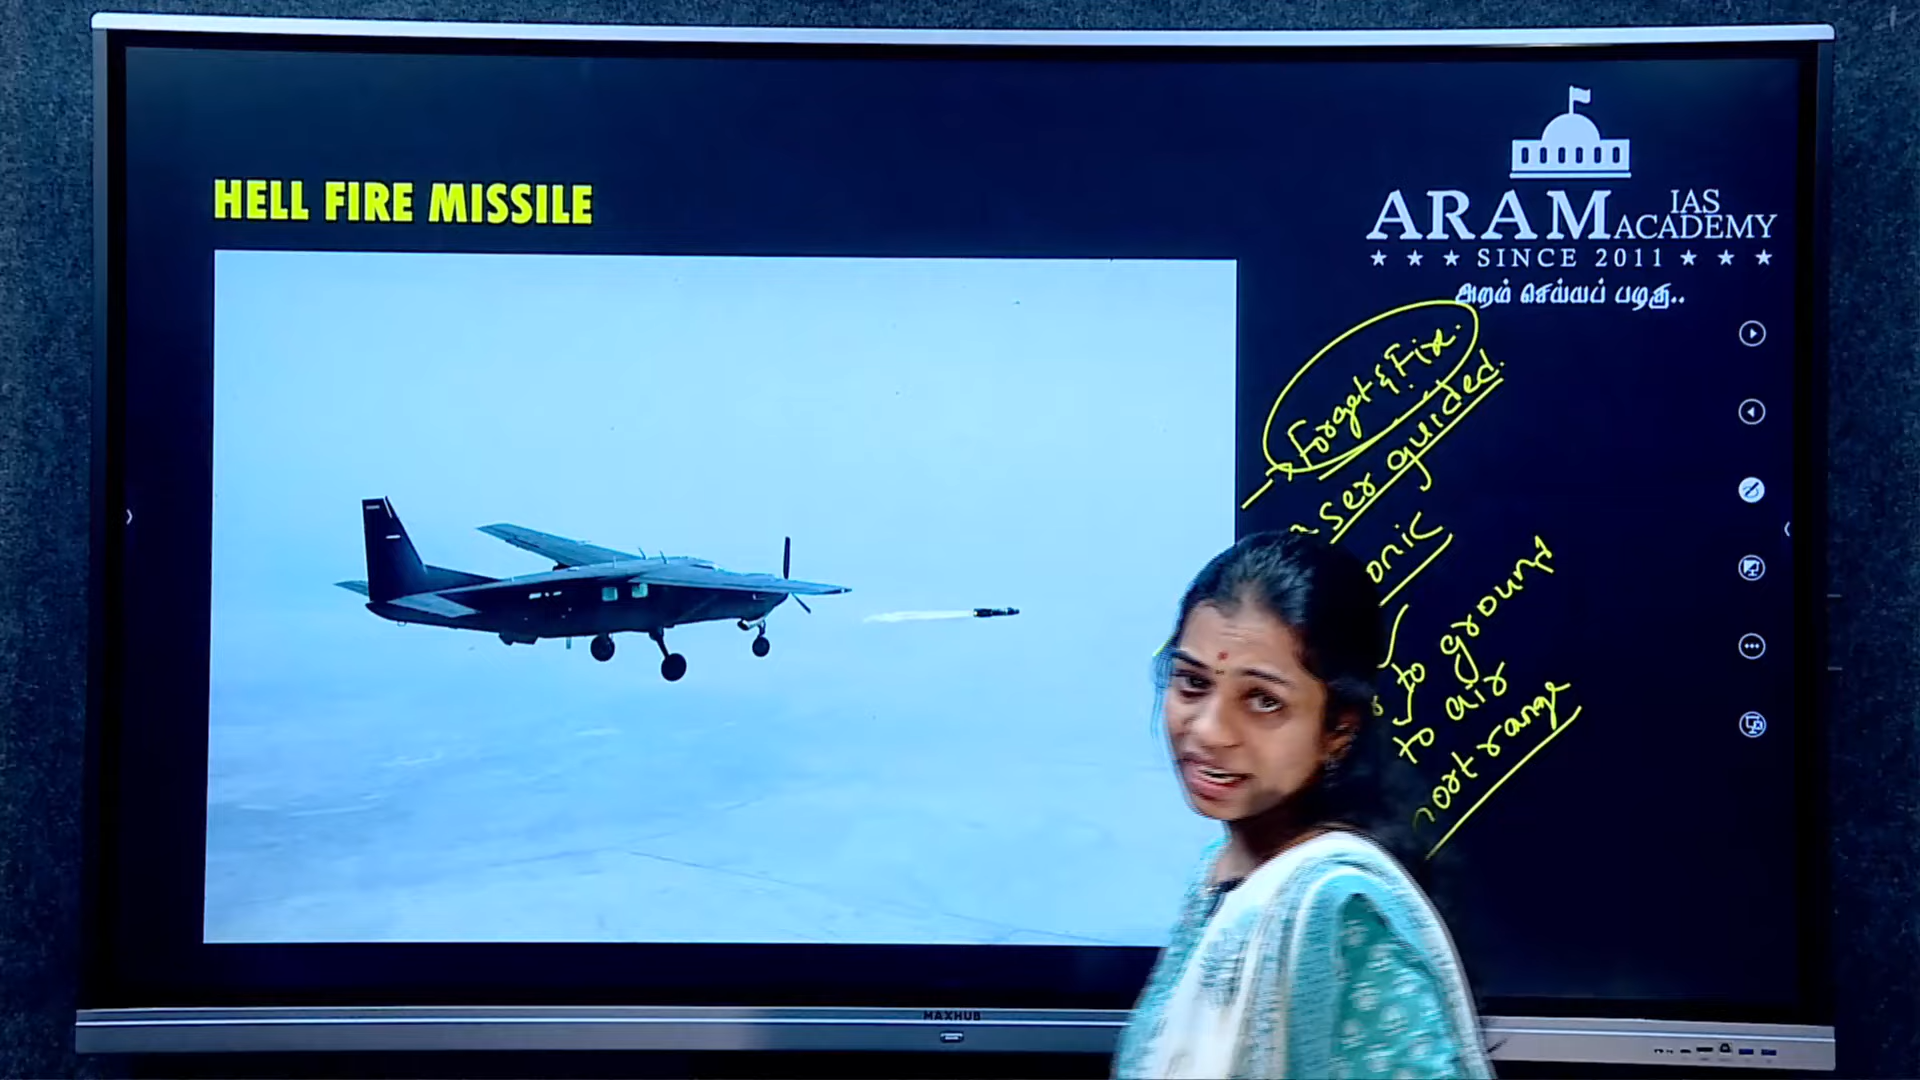 HELL FIRE MISSILE
ARAM IAS ACADEMY
★ ★ ★ SINCE 2011 ★ ★ ★
அறம் செய்யப் பழகு..
→ Forget & Fire.
ser guided.
onic
to ground
to air
ort range
MAXHUB